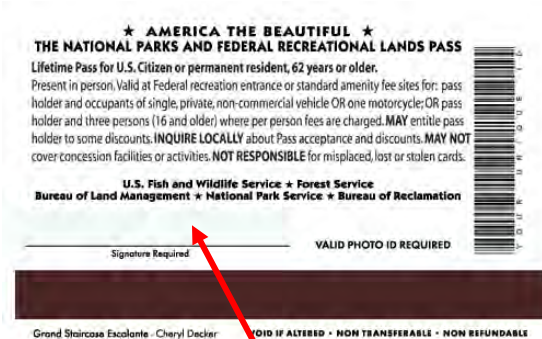 ★ AMERICA THE BEAUTIFUL ★
THE NATIONAL PARKS AND FEDERAL RECREATIONAL LANDS PASS
Lifetime Pass for U.S. Citizen or permanent resident, 62 years or older.
Present in person. Valid at Federal recreation entrance or standard amenity fee sites for: pass
holder and occupants of single, private, non-commercial vehicle OR one motorcycle; OR pass
holder and three persons (16 and older) where per person fees are charged. MAY entitle pass
holder to some discounts. INQUIRE LOCALLY about Pass acceptance and discounts. MAY NOT
cover concession facilities or activities. NOT RESPONSIBLE for misplaced, lost or stolen cards.
U.S. Fish and Wildlife Service ★ Forest Service
Bureau of Land Management ★ National Park Service ★ Bureau of Reclamation
YOUR UNIQUE ID
Signature Required
VALID PHOTO ID REQUIRED
Grand Staircase Escalante - Cheryl Decker
VOID IF ALTERED • NON TRANSFERABLE • NON REFUNDABLE